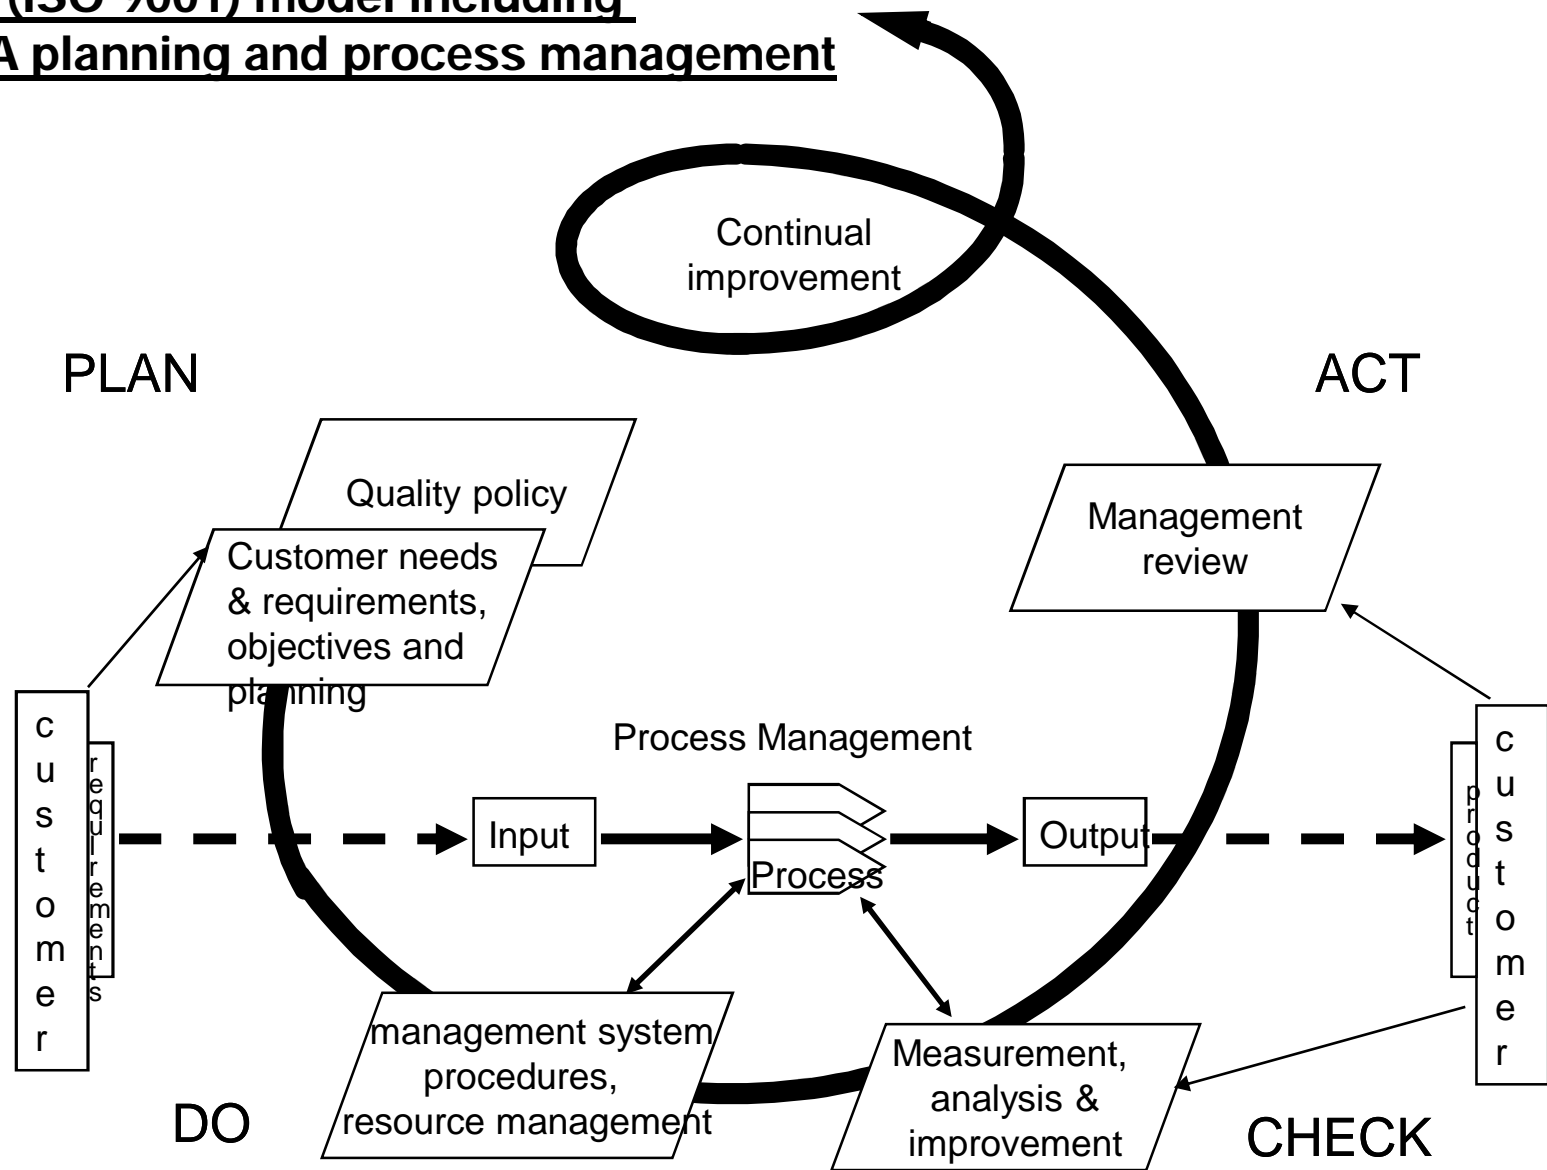 (ISO 9001) model including
A planning and process management
Continual
improvement
PLAN
ACT
Quality policy
Customer needs
& requirements,
objectives and
planning
Management
review
customer
requirements
Process Management
Input
Process
Output
product
customer
management system
procedures,
resource management
Measurement,
analysis &
improvement
DO
CHECK